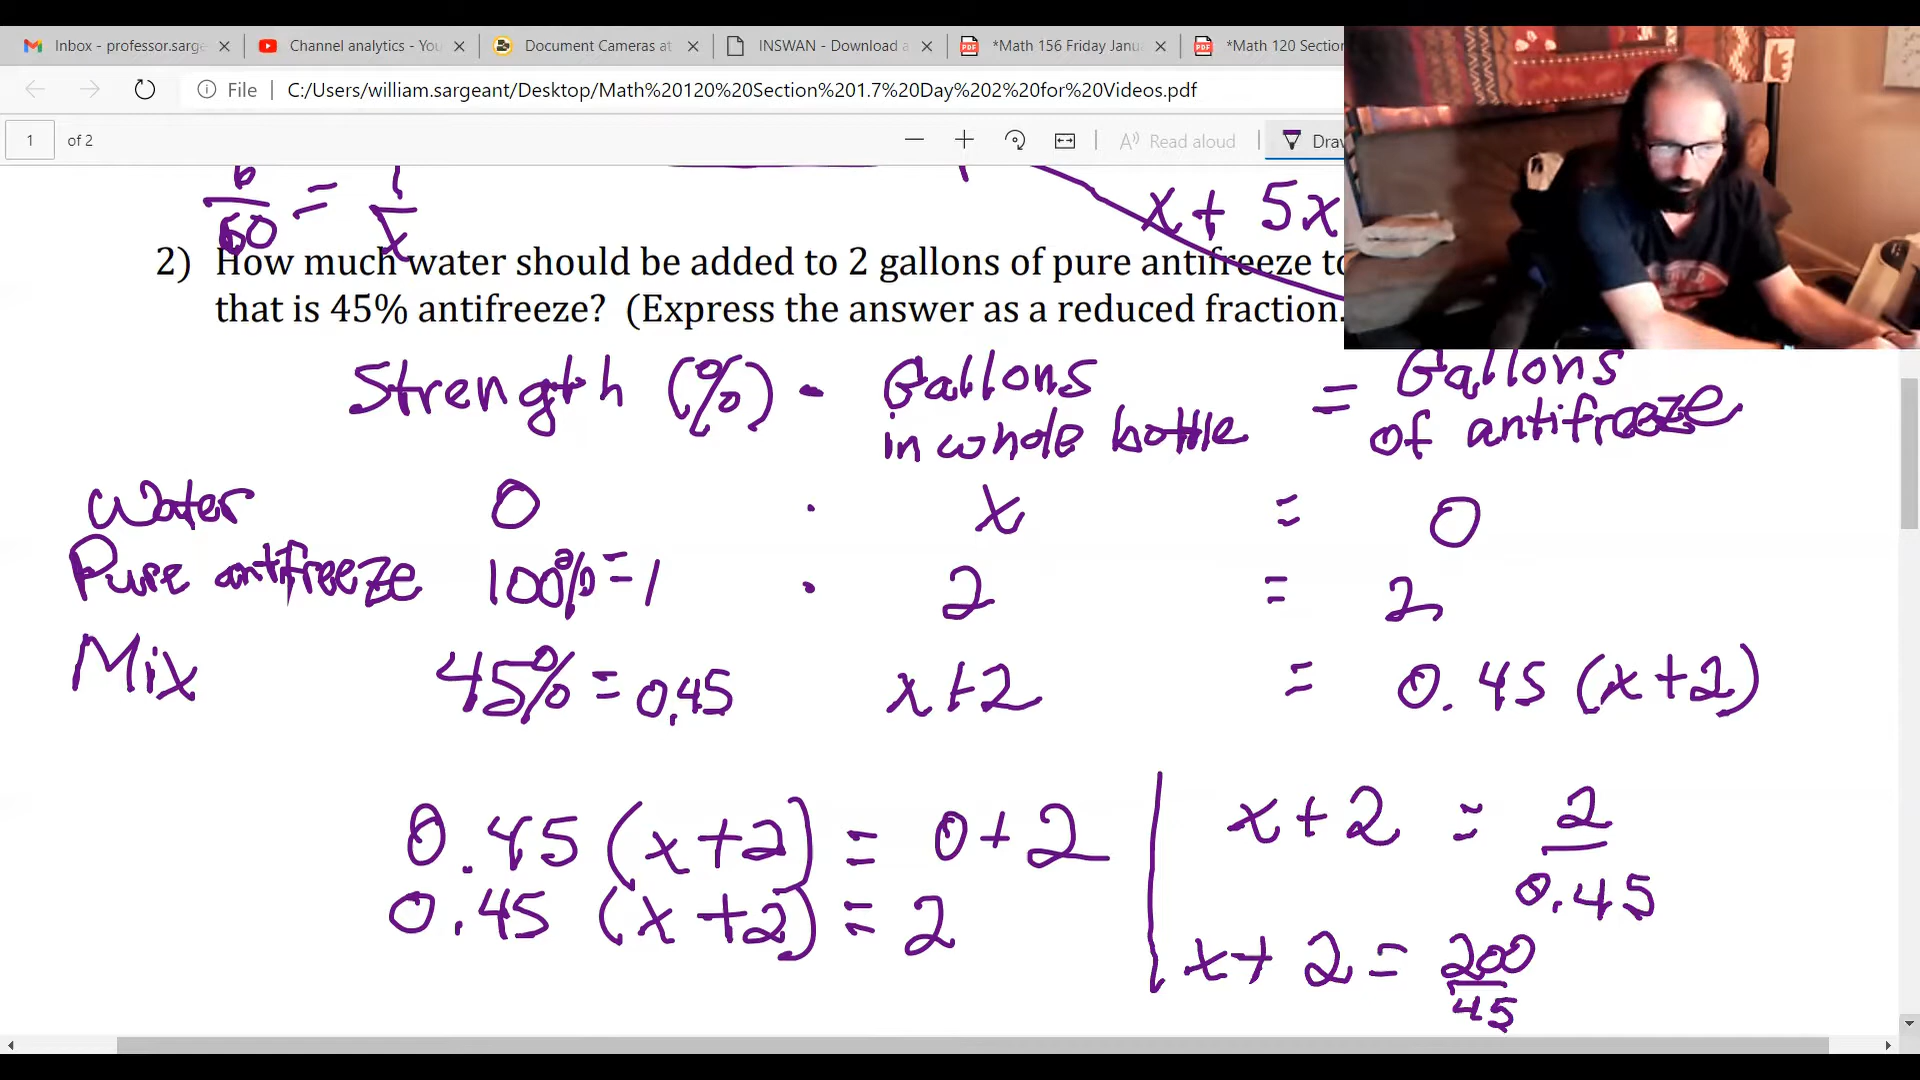 Inbox - professor.sarge
Channel analytics - You
Document Cameras at
INSWAN - Download a
*Math 156 Friday Janu
*Math 120 Section
File
C:/Users/william.sargeant/Desktop/Math%20120%20Section%201.7%20Day%202%20for%20Videos.pdf
1 of 2
Read aloud
Draw
6/60 = 1/x
x + 5x
2) How much water should be added to 2 gallons of pure antifreeze to
that is 45% antifreeze? (Express the answer as a reduced fraction.
Strength (%) · Gallons in whole bottle = Gallons of antifreeze
Water 0 · x = 0
Pure antifreeze 100% = 1 · 2 = 2
Mix 45% = 0.45 x+2 = 0.45 (x+2)
0.45 (x+2) = 0+2
0.45 (x+2) = 2
x+2 = 2/0.45
x+2 = 200/45